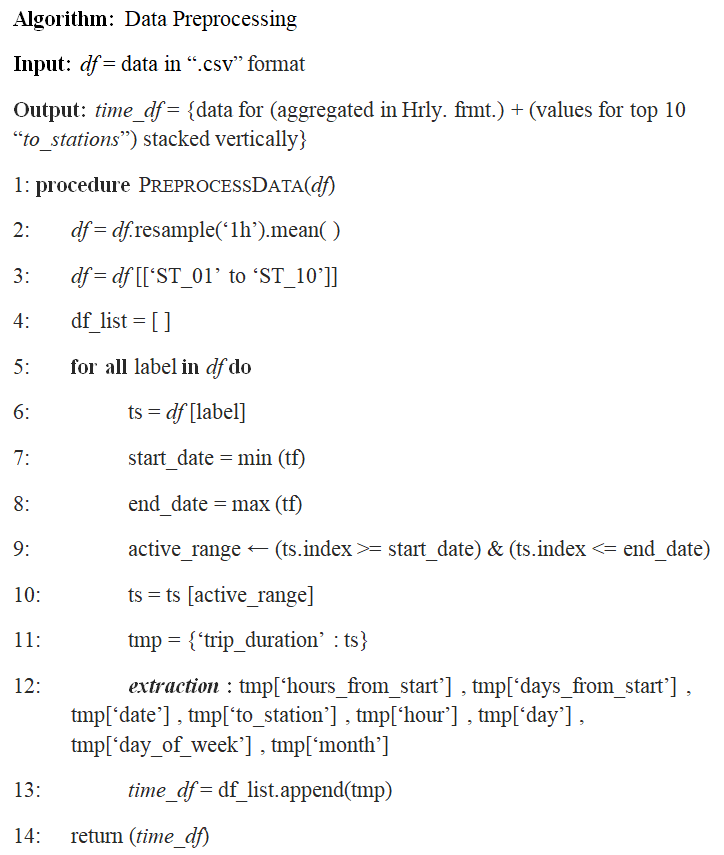 Algorithm: Data Preprocessing
Input: df = data in “.csv” format
Output: time_df = {data for (aggregated in Hrly. frmt.) + (values for top 10
“to_stations”) stacked vertically}
1: procedure PREPROCESSDATA(df)
2: df = df.resample(‘1h’).mean( )
3: df = df [[‘ST_01’ to ‘ST_10’]]
4: df_list = [ ]
5: for all label in df do
6: ts = df [label]
7: start_date = min (tf)
8: end_date = max (tf)
9: active_range ← (ts.index >= start_date) & (ts.index <= end_date)
10: ts = ts [active_range]
11: tmp = {‘trip_duration’ : ts}
12: extraction : tmp[‘hours_from_start’] , tmp[‘days_from_start’] ,
tmp[‘date’] , tmp[‘to_station’] , tmp[‘hour’] , tmp[‘day’] ,
tmp[‘day_of_week’] , tmp[‘month’]
13: time_df = df_list.append(tmp)
14: return (time_df)